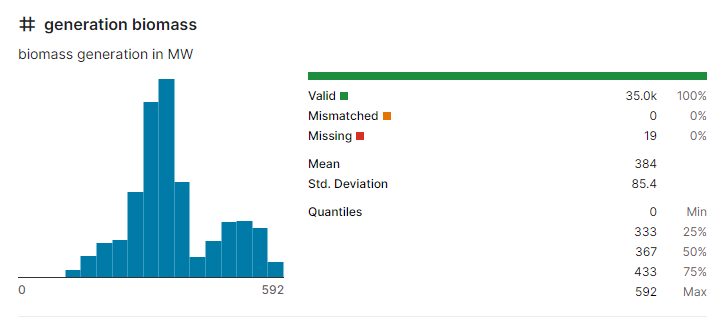 # generation biomass
biomass generation in MW
0 592
Valid 35.0k 100%
Mismatched 0 0%
Missing 19 0%
Mean 384
Std. Deviation 85.4
Quantiles 0 Min
333 25%
367 50%
433 75%
592 Max